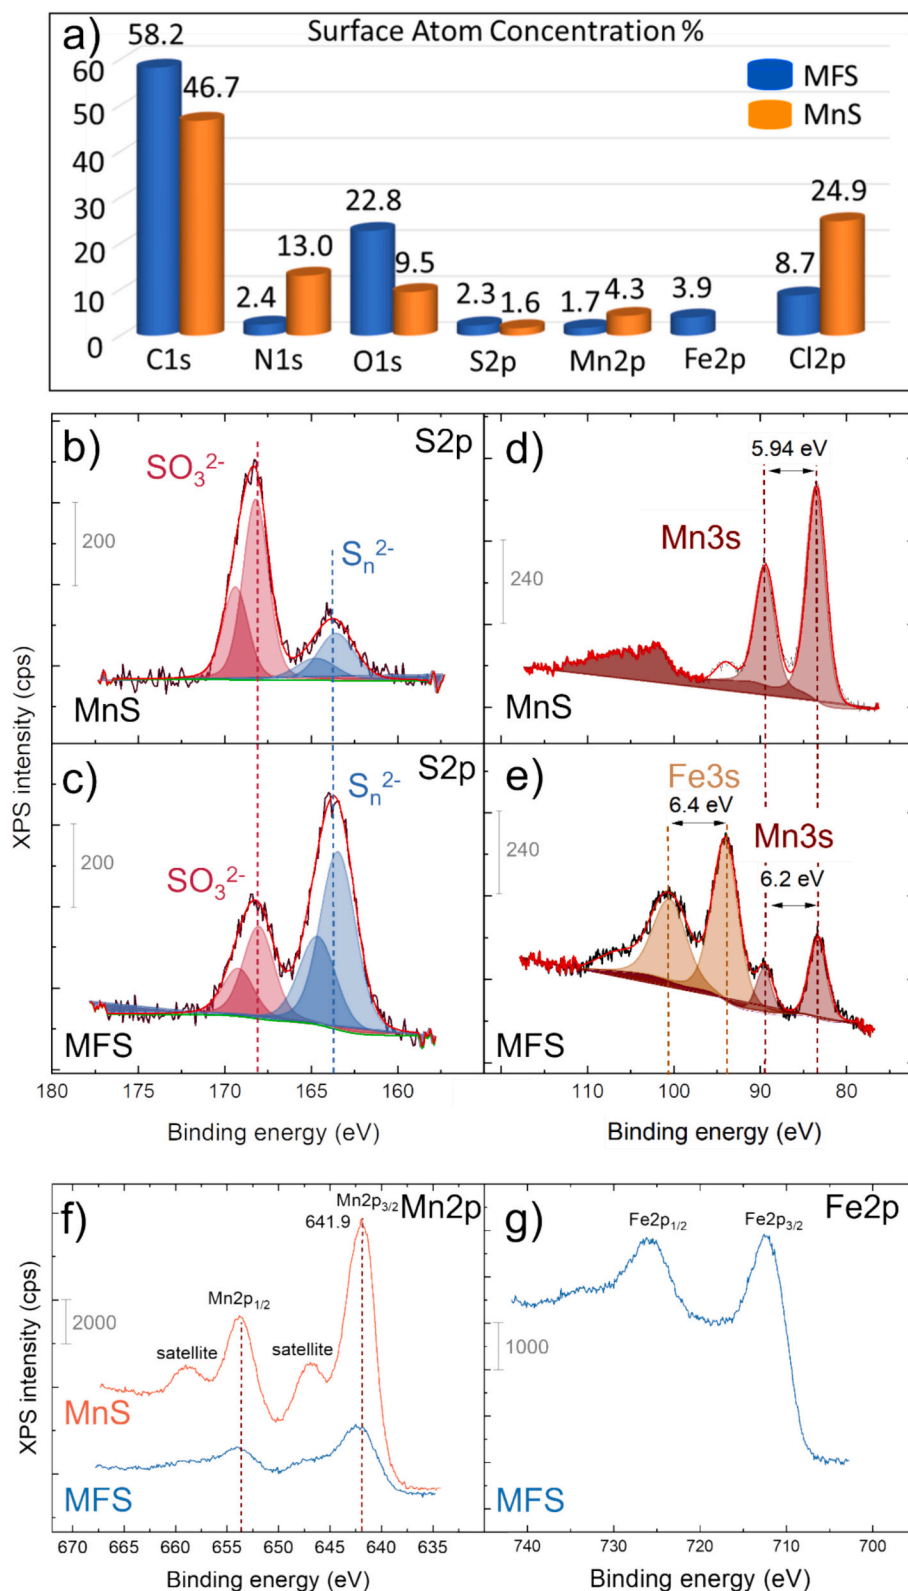 a) Surface Atom Concentration %
58.2
46.7
MFS
MnS
60
50
40
30
20
10
0
2.4
13.0
22.8
9.5
2.3
1.6
1.7
4.3
3.9
8.7
24.9
C1s N1s O1s S2p Mn2p Fe2p Cl2p
XPS intensity (cps)
b) S2p
SO₃²⁻
Sₙ²⁻
200
MnS
d)
5.94 eV
Mn3s
240
MnS
c) S2p
Sₙ²⁻
SO₃²⁻
200
MFS
180 175 170 165 160
Binding energy (eV)
e)
Fe3s
6.4 eV
Mn3s
6.2 eV
240
MFS
110 100 90 80
Binding energy (eV)
XPS intensity (cps)
f) Mn2p
Mn2p₃/₂
641.9
Mn2p₁/₂
2000
satellite
satellite
MnS
MFS
670 665 660 655 650 645 640 635
Binding energy (eV)
g) Fe2p
Fe2p₁/₂
Fe2p₃/₂
1000
MFS
740 730 720 710 700
Binding energy (eV)